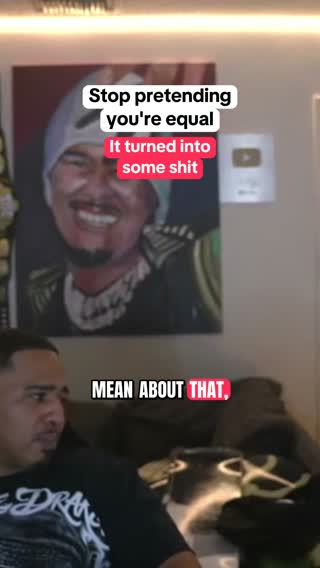 Stop pretending
you're equal
It turned into
some shit
MEAN ABOUT THAT,